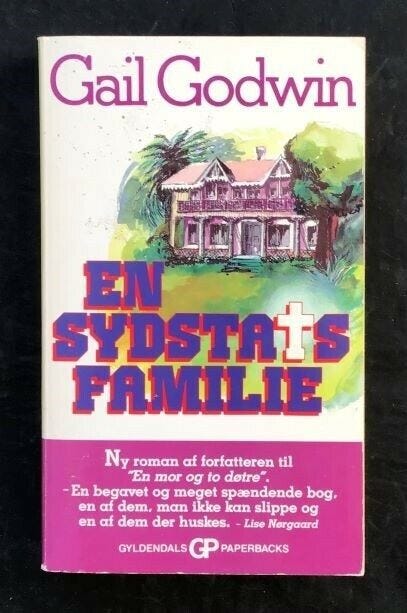 Gail Godwin
EN
SYDSTATS
FAMILIE
Ny roman af forfatteren til
"En mor og to døtre".
- En begavet og meget spændende bog,
en af dem, man ikke kan slippe og
en af dem der huskes. - Lise Nørgaard
GYLDENDALS GP PAPERBACKS